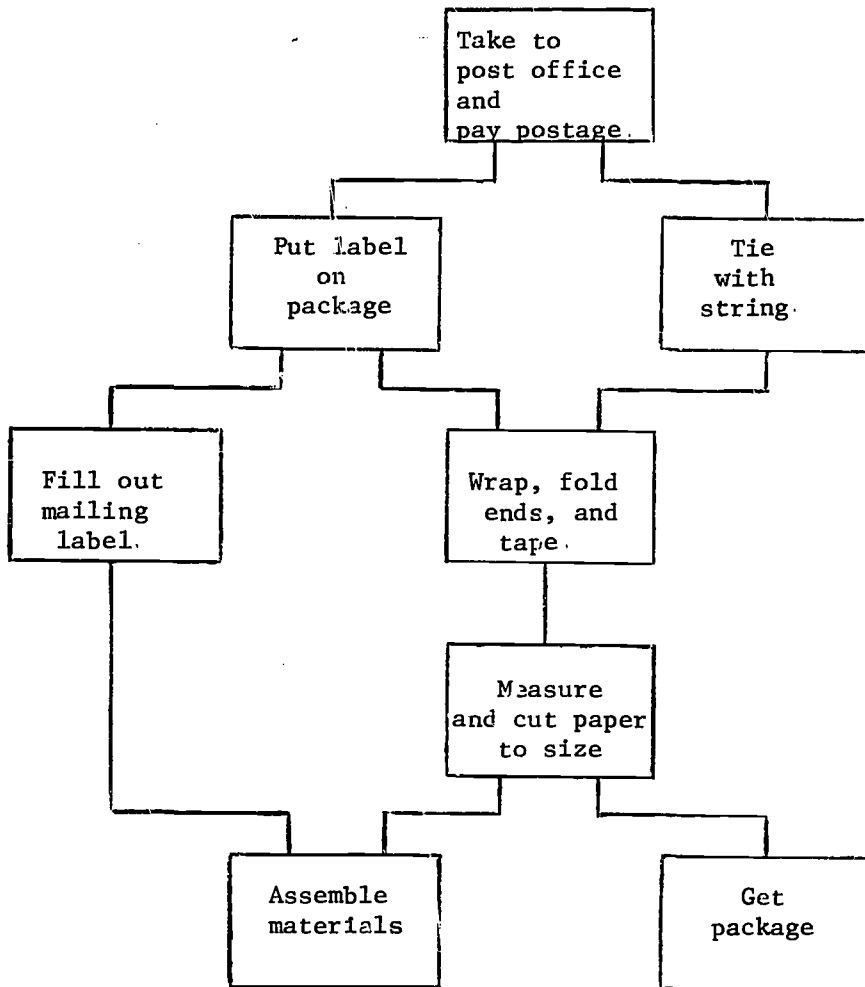 Take to
post office
and
pay postage.
Put label
on
package
Tie
with
string.
Fill out
mailing
label.
Wrap, fold
ends, and
tape.
Measure
and cut paper
to size
Assemble
materials
Get
package